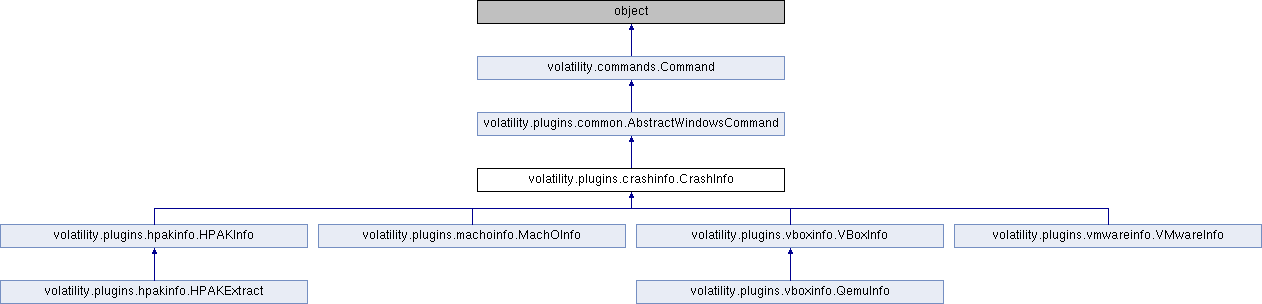 object
volatility.commands.Command
volatility.plugins.common.AbstractWindowsCommand
volatility.plugins.crashinfo.CrashInfo
volatility.plugins.hpakinfo.HPAKInfo
volatility.plugins.machoinfo.MachOInfo
volatility.plugins.vboxinfo.VBoxInfo
volatility.plugins.vmwareinfo.VMwareInfo
volatility.plugins.hpakinfo.HPAKExtract
volatility.plugins.vboxinfo.QemuInfo